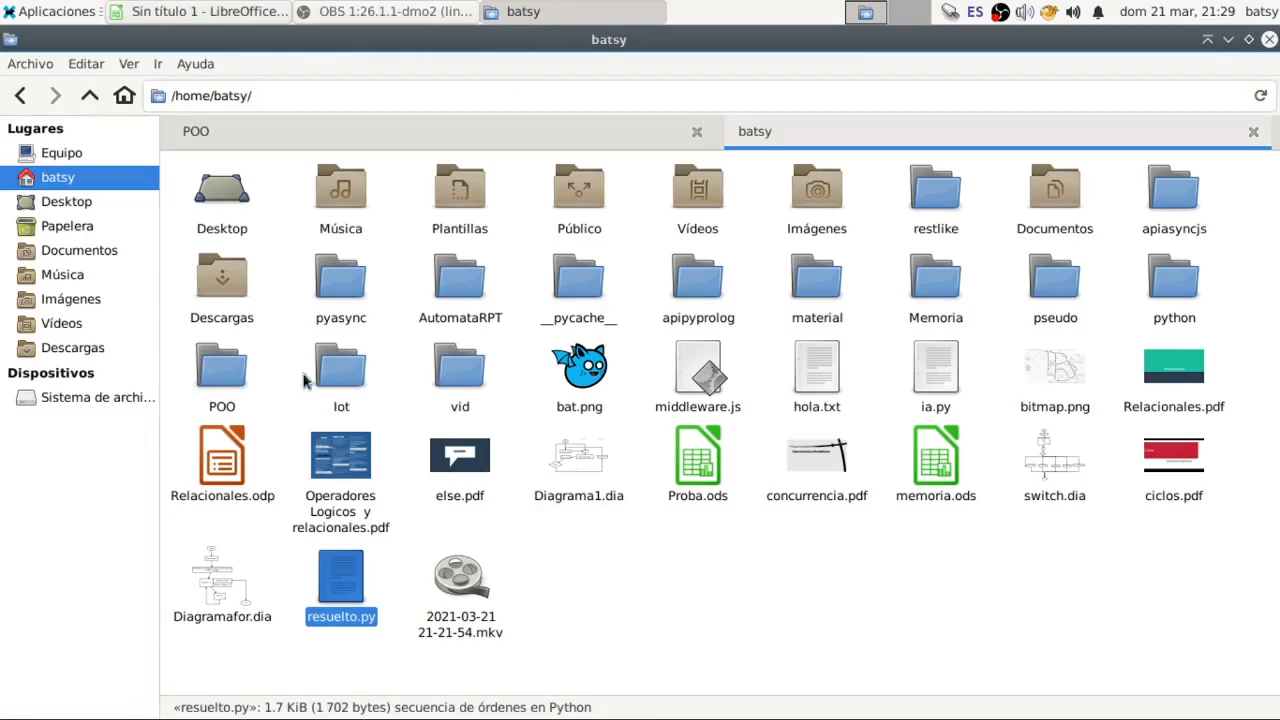 Aplicaciones
Sin título 1 - LibreOffice...
OBS 1:26.1.1-dmo2 (lin...
batsy
ES
dom 21 mar, 21:29
batsy
batsy
Archivo Editar Ver Ir Ayuda
/home/batsy/
Lugares
Equipo
batsy
Desktop
Papelera
Documentos
Música
Imágenes
Vídeos
Descargas
Dispositivos
Sistema de archi...
POO
batsy
Desktop
Música
Plantillas
Público
Vídeos
Imágenes
restlike
Documentos
apiasyncjs
Descargas
pyasync
AutomataRPT
__pycache__
apipyprolog
material
Memoria
pseudo
python
POO
Iot
vid
bat.png
middleware.js
hola.txt
ia.py
bitmap.png
Relacionales.pdf
Relacionales.odp
Operadores
Logicos y
relacionales.pdf
else.pdf
Diagrama1.dia
Proba.ods
concurrencia.pdf
memoria.ods
switch.dia
ciclos.pdf
Diagramafor.dia
resuelto.py
2021-03-21
21-21-54.mkv
«resuelto.py»: 1.7 KiB (1 702 bytes) secuencia de órdenes en Python